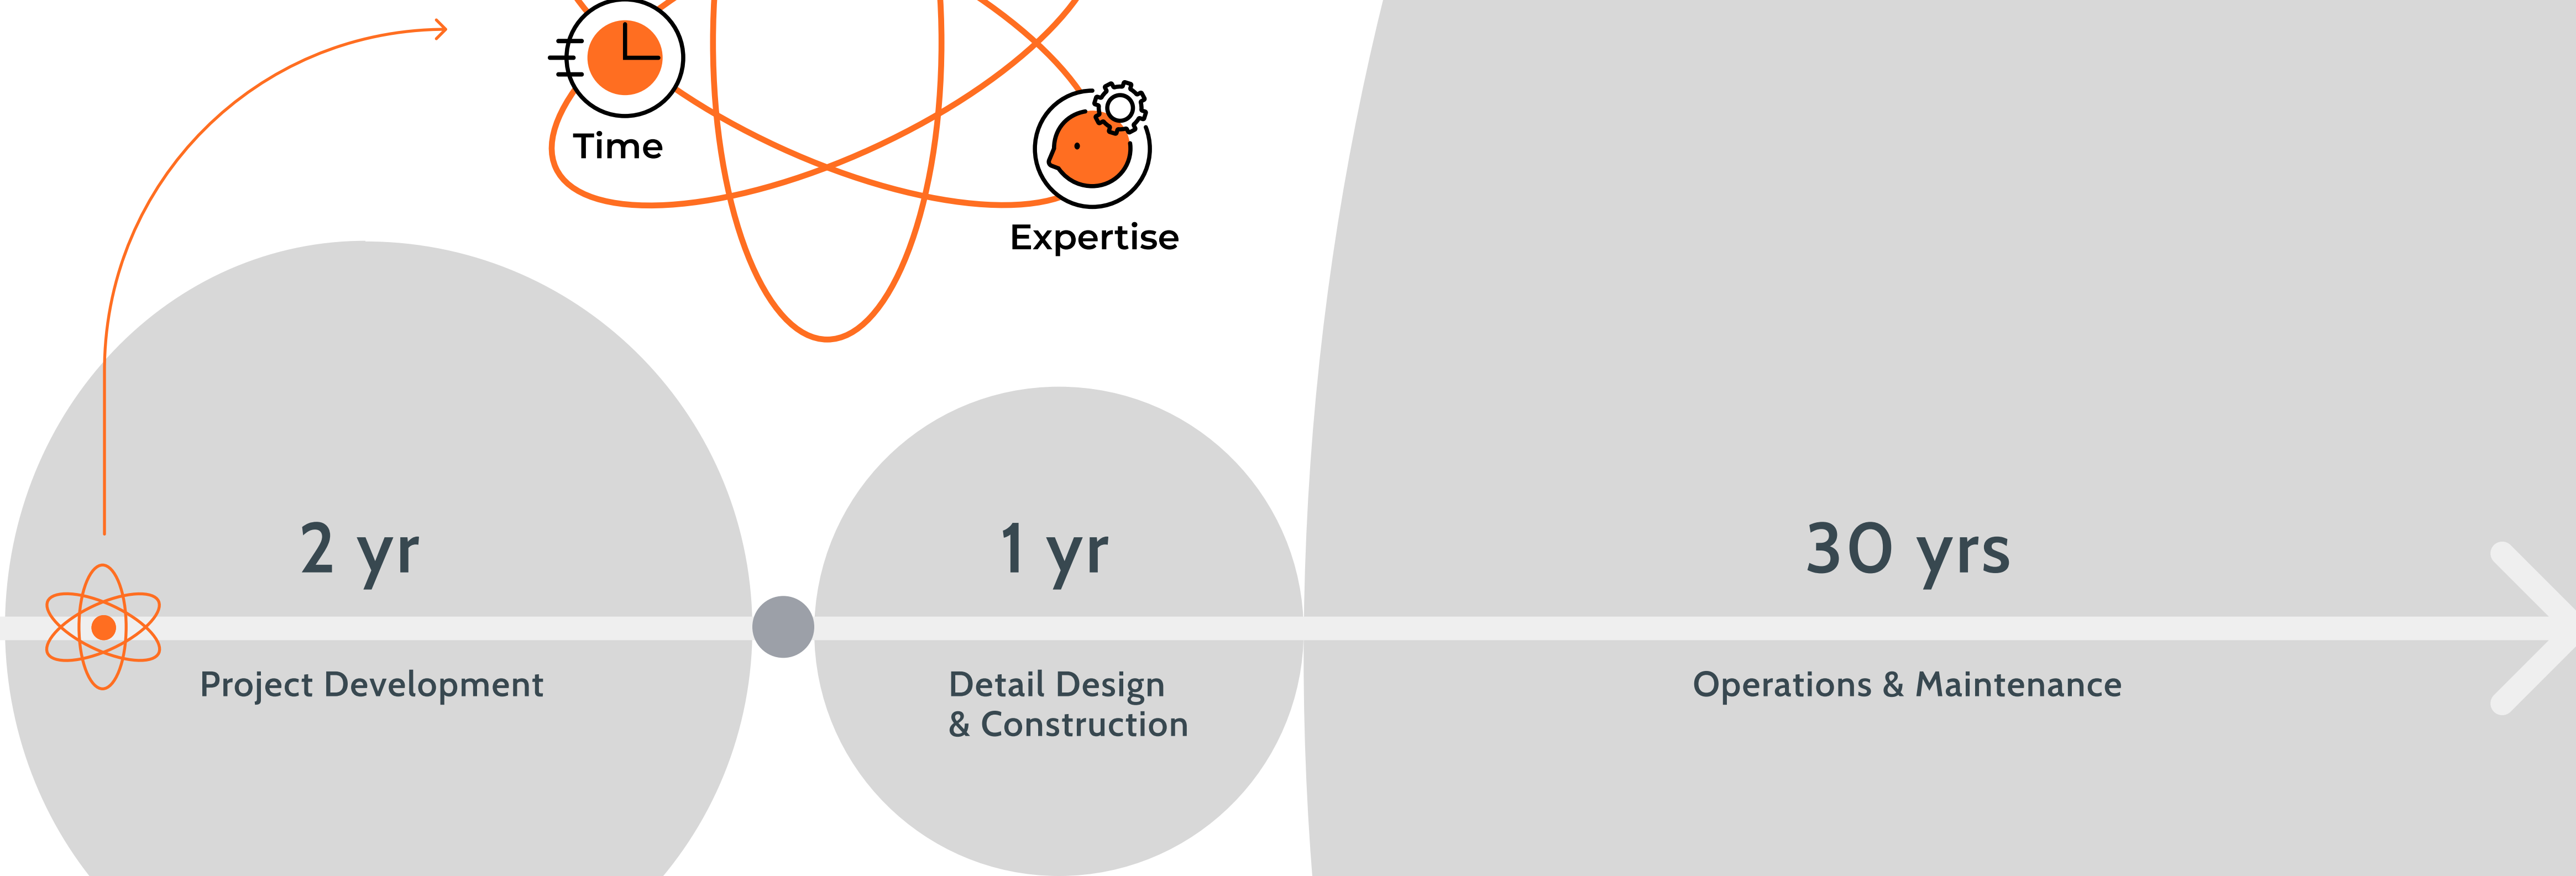 Time
Expertise
2 yr
Project Development
1 yr
Detail Design
& Construction
30 yrs
Operations & Maintenance